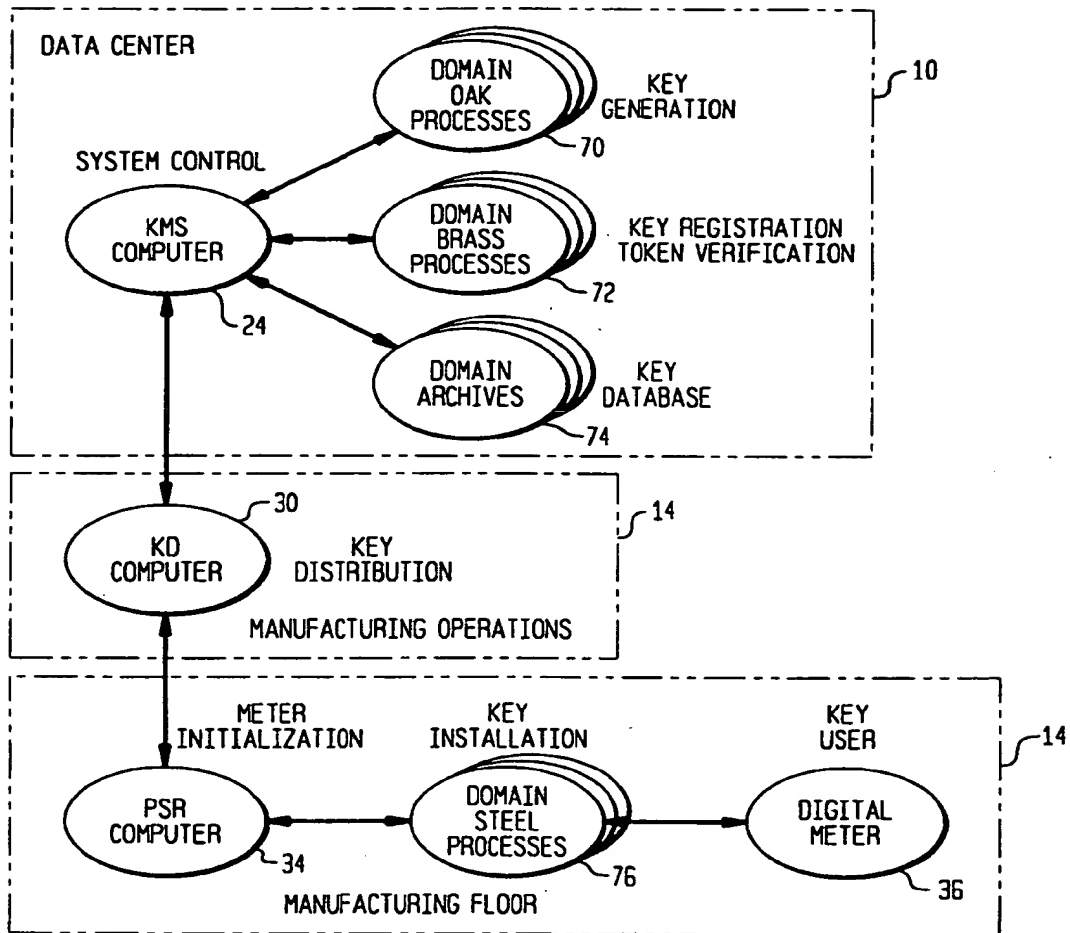 DATA CENTER
DOMAIN
OAK
PROCESSES
KEY
GENERATION
10
70
SYSTEM CONTROL
KMS
COMPUTER
24
DOMAIN
BRASS
PROCESSES
KEY REGISTRATION
TOKEN VERIFICATION
72
DOMAIN
ARCHIVES
KEY
DATABASE
74
30
14
KD
COMPUTER
KEY
DISTRIBUTION
MANUFACTURING OPERATIONS
METER
INITIALIZATION
KEY
INSTALLATION
KEY
USER
14
PSR
COMPUTER
34
DOMAIN
STEEL
PROCESSES
76
DIGITAL
METER
36
MANUFACTURING FLOOR